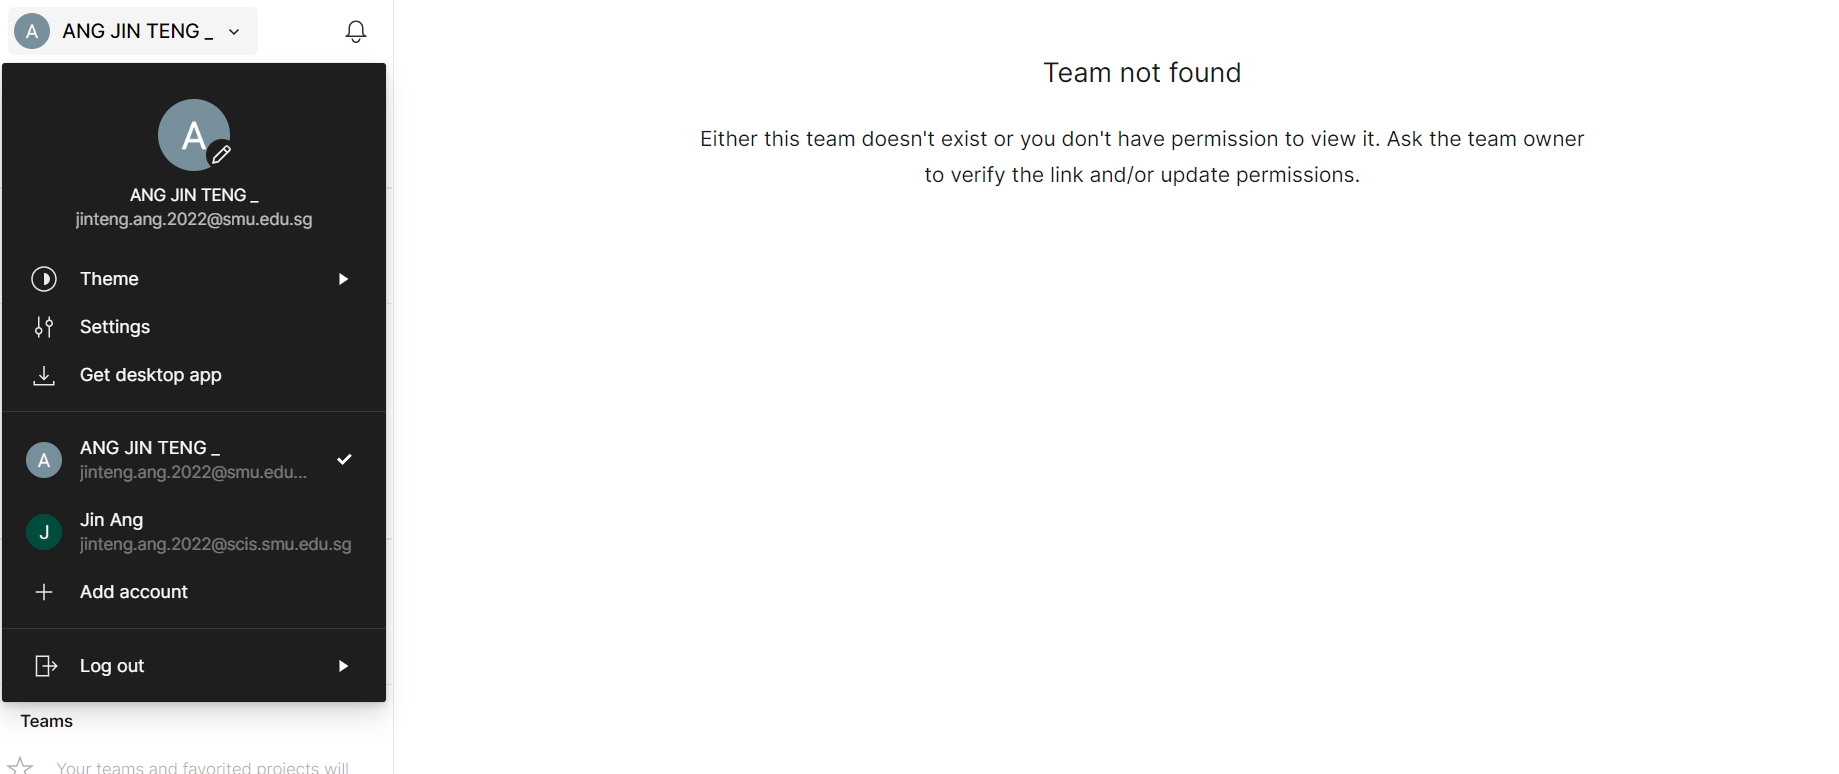 A ANG JIN TENG _
A
ANG JIN TENG _
jinteng.ang.2022@smu.edu.sg
Theme
Settings
Get desktop app
A ANG JIN TENG _
jinteng.ang.2022@smu.edu...
J Jin Ang
jinteng.ang.2022@scis.smu.edu.sg
Add account
Log out
Teams
Your teams and favorited projects will
Team not found
Either this team doesn't exist or you don't have permission to view it. Ask the team owner
to verify the link and/or update permissions.